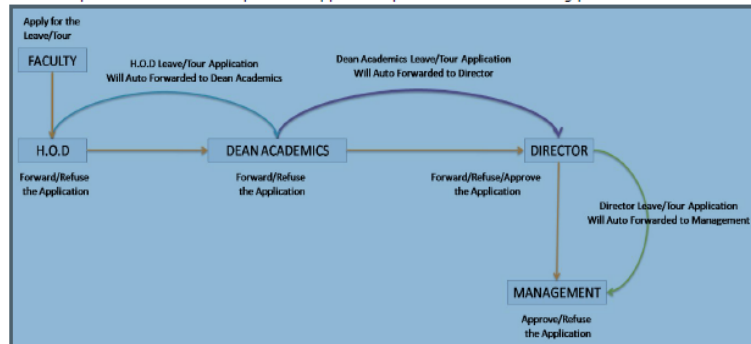 Apply for the
Leave/Tour
FACULTY
H.O.D Leave/Tour Application
Will Auto Forwarded to Dean Academics
Dean Academics Leave/Tour Application
Will Auto Forwarded to Director
H.O.D
DEAN ACADEMICS
DIRECTOR
Forward/Refuse
the Application
Forward/Refuse
the Application
Forward/Refuse/Approve
the Application
Director Leave/Tour Application
Will Auto Forwarded to Management
MANAGEMENT
Approve/Refuse
the Application